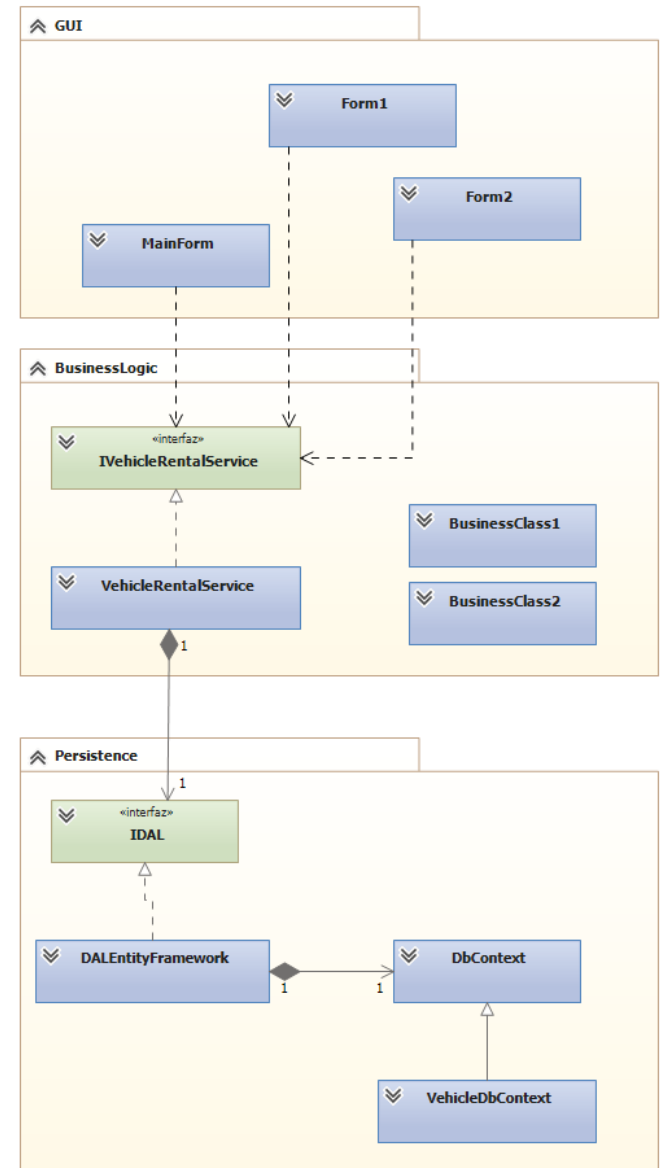 GUI
Form1
Form2
MainForm
BusinessLogic
«interfaz»
IVehicleRentalService
BusinessClass1
VehicleRentalService
BusinessClass2
1
Persistence
1
«interfaz»
IDAL
DALEntityFramework
DbContext
1
1
VehicleDbContext